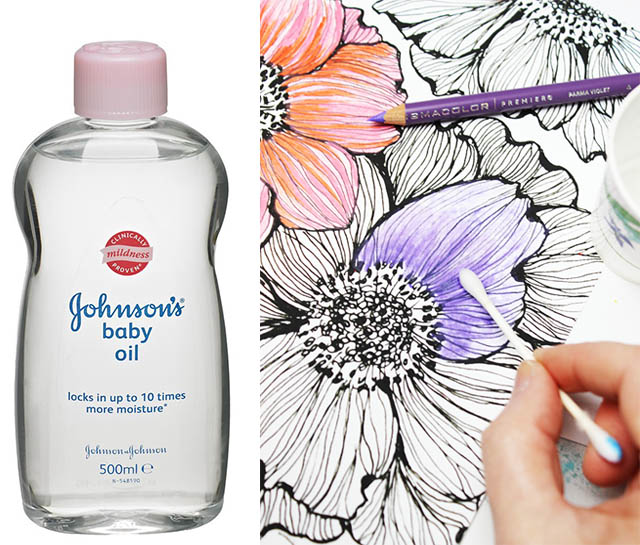 CLINICALLY
mildness
PROVEN*
Johnson's®
baby
oil
locks in up to 10 times
more moisture*
Johnson & Johnson
500ml ℮
MACOLOR PREMIER® PARMA VIOLET